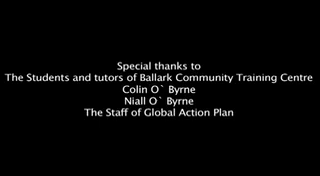 Special thanks to
The Students and tutors of Ballark Community Training Centre
Colin O` Byrne
Niall O` Byrne
The Staff of Global Action Plan